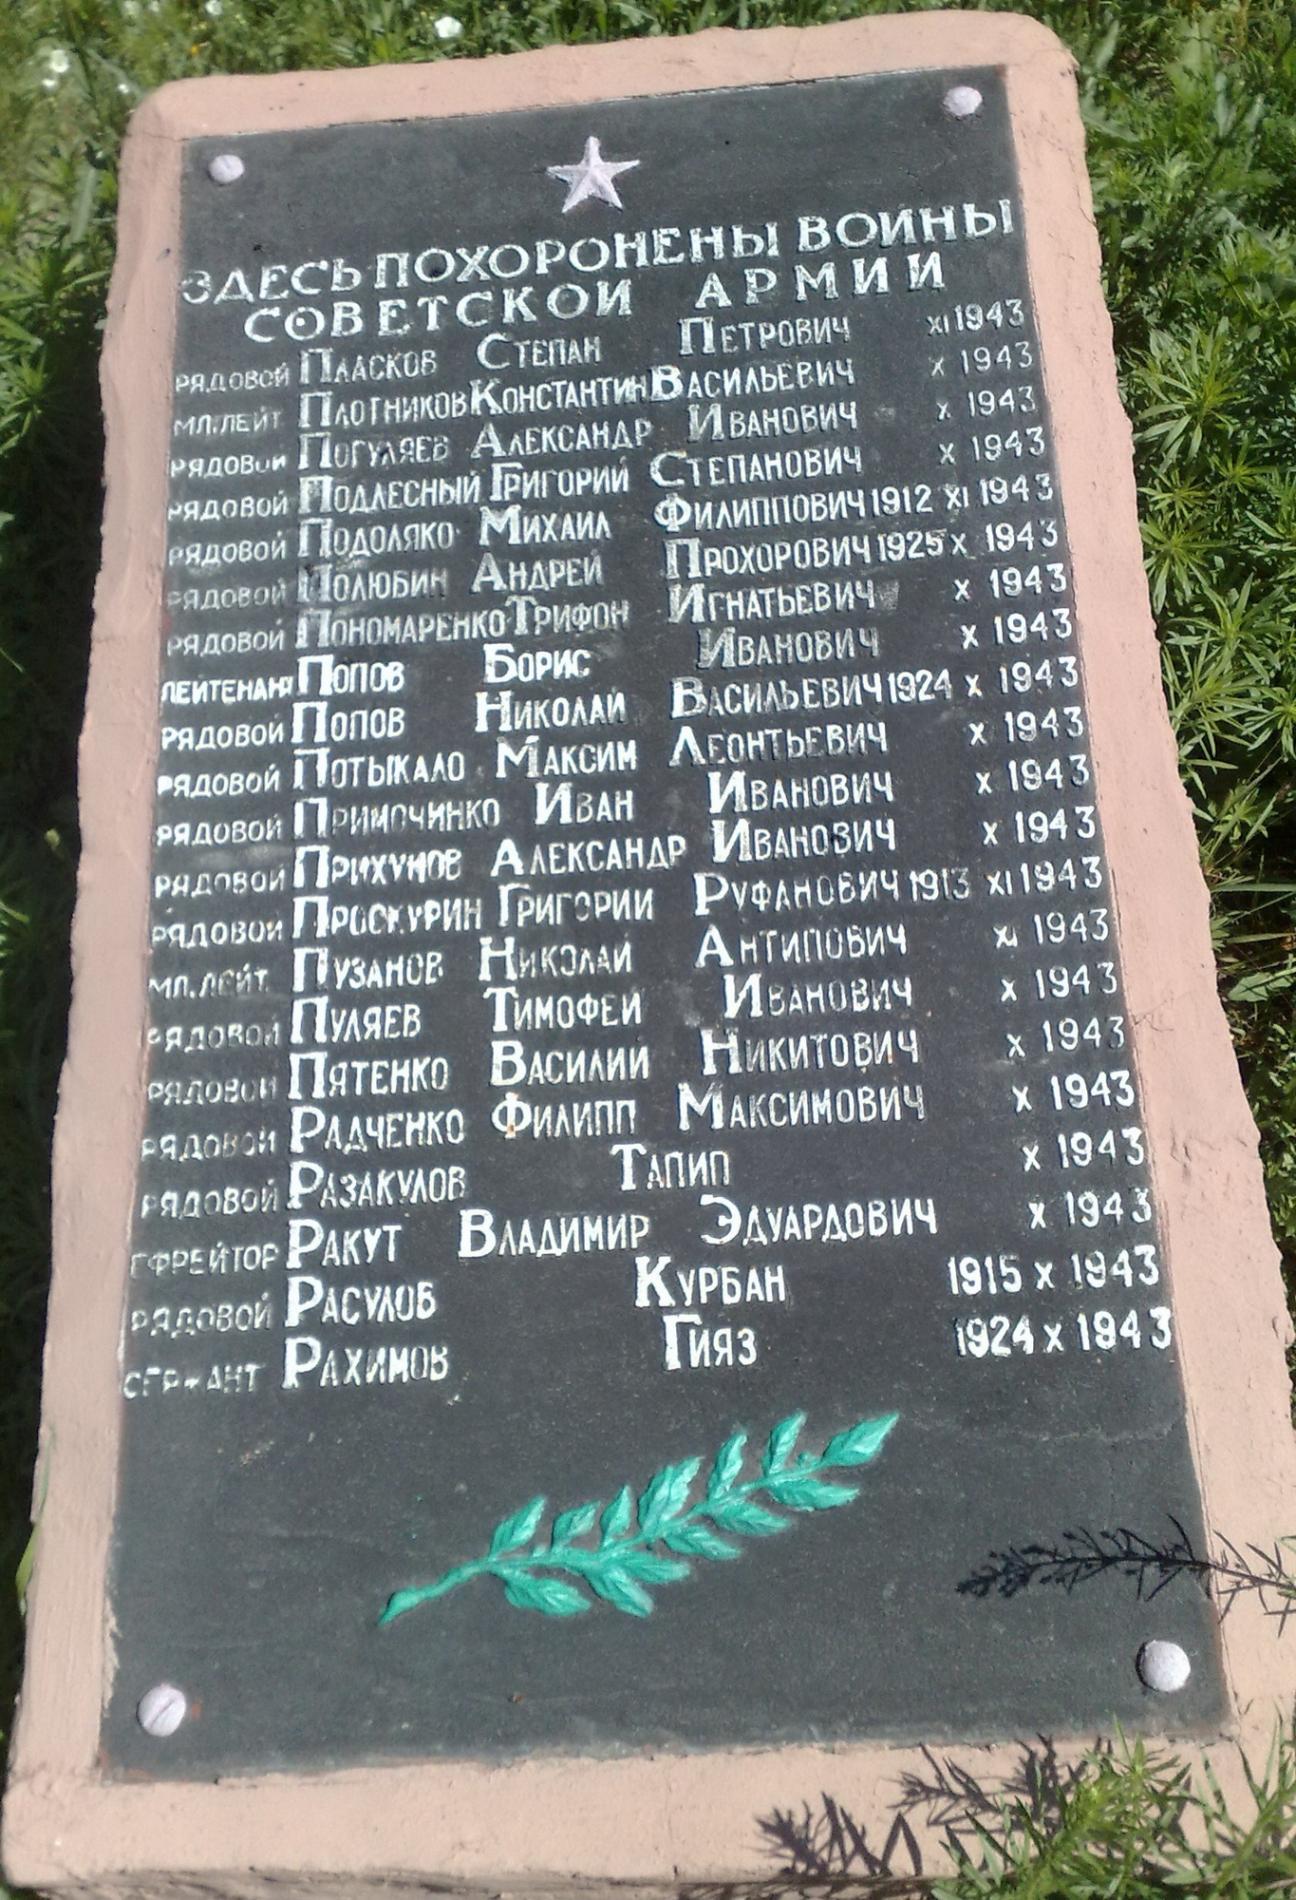 ЗДЕСЬ ПОХОРОНЕНЫ ВОИНЫ
СОВЕТСКОЙ АРМИИ
РЯДОВОЙ ПЛАСКОВ СТЕПАН ПЕТРОВИЧ XI 1943
МЛ.ЛЕЙТ ПЛОТНИКОВ КОНСТАНТИН ВАСИЛЬЕВИЧ X 1943
РЯДОВОЙ ПОГУЛЯЕВ АЛЕКСАНДР ИВАНОВИЧ X 1943
РЯДОВОЙ ПОДЛЕСНЫЙ ГРИГОРИЙ СТЕПАНОВИЧ X 1943
РЯДОВОЙ ПОДОЛЯКО МИХАИЛ ФИЛИППОВИЧ 1912 XI 1943
РЯДОВОЙ ПОЛЮБИН АНДРЕЙ ПРОХОРОВИЧ 1925 X 1943
РЯДОВОЙ ПОНОМАРЕНКО ТРИФОН ИГНАТЬЕВИЧ X 1943
ЛЕЙТЕНАНТ ПОПОВ БОРИС ИВАНОВИЧ X 1943
РЯДОВОЙ ПОПОВ НИКОЛАЙ ВАСИЛЬЕВИЧ 1924 X 1943
РЯДОВОЙ ПОТЫКАЛО МАКСИМ ЛЕОНТЬЕВИЧ X 1943
РЯДОВОЙ ПРИМОЧИНКО ИВАН ИВАНОВИЧ X 1943
РЯДОВОЙ ПРИХУНОВ АЛЕКСАНДР ИВАНОВИЧ X 1943
РЯДОВОЙ ПРОСКУРИН ГРИГОРИЙ РУФАНОВИЧ 1913 XI 1943
МЛ.ЛЕЙТ. ПУЗАНОВ НИКОЛАЙ АНТИПОВИЧ XI 1943
РЯДОВОЙ ПУЛЯЕВ ТИМОФЕЙ ИВАНОВИЧ X 1943
РЯДОВОЙ ПЯТЕНКО ВАСИЛИЙ НИКИТОВИЧ X 1943
РЯДОВОЙ РАДЧЕНКО ФИЛИПП МАКСИМОВИЧ X 1943
РЯДОВОЙ РАЗАКУЛОВ ТАПИП X 1943
ЕФРЕЙТОР РАКУТ ВЛАДИМИР ЭДУАРДОВИЧ X 1943
РЯДОВОЙ РАСУЛОВ КУРБАН 1915 X 1943
СЕРЖАНТ РАХИМОВ ГИЯЗ 1924 X 1943